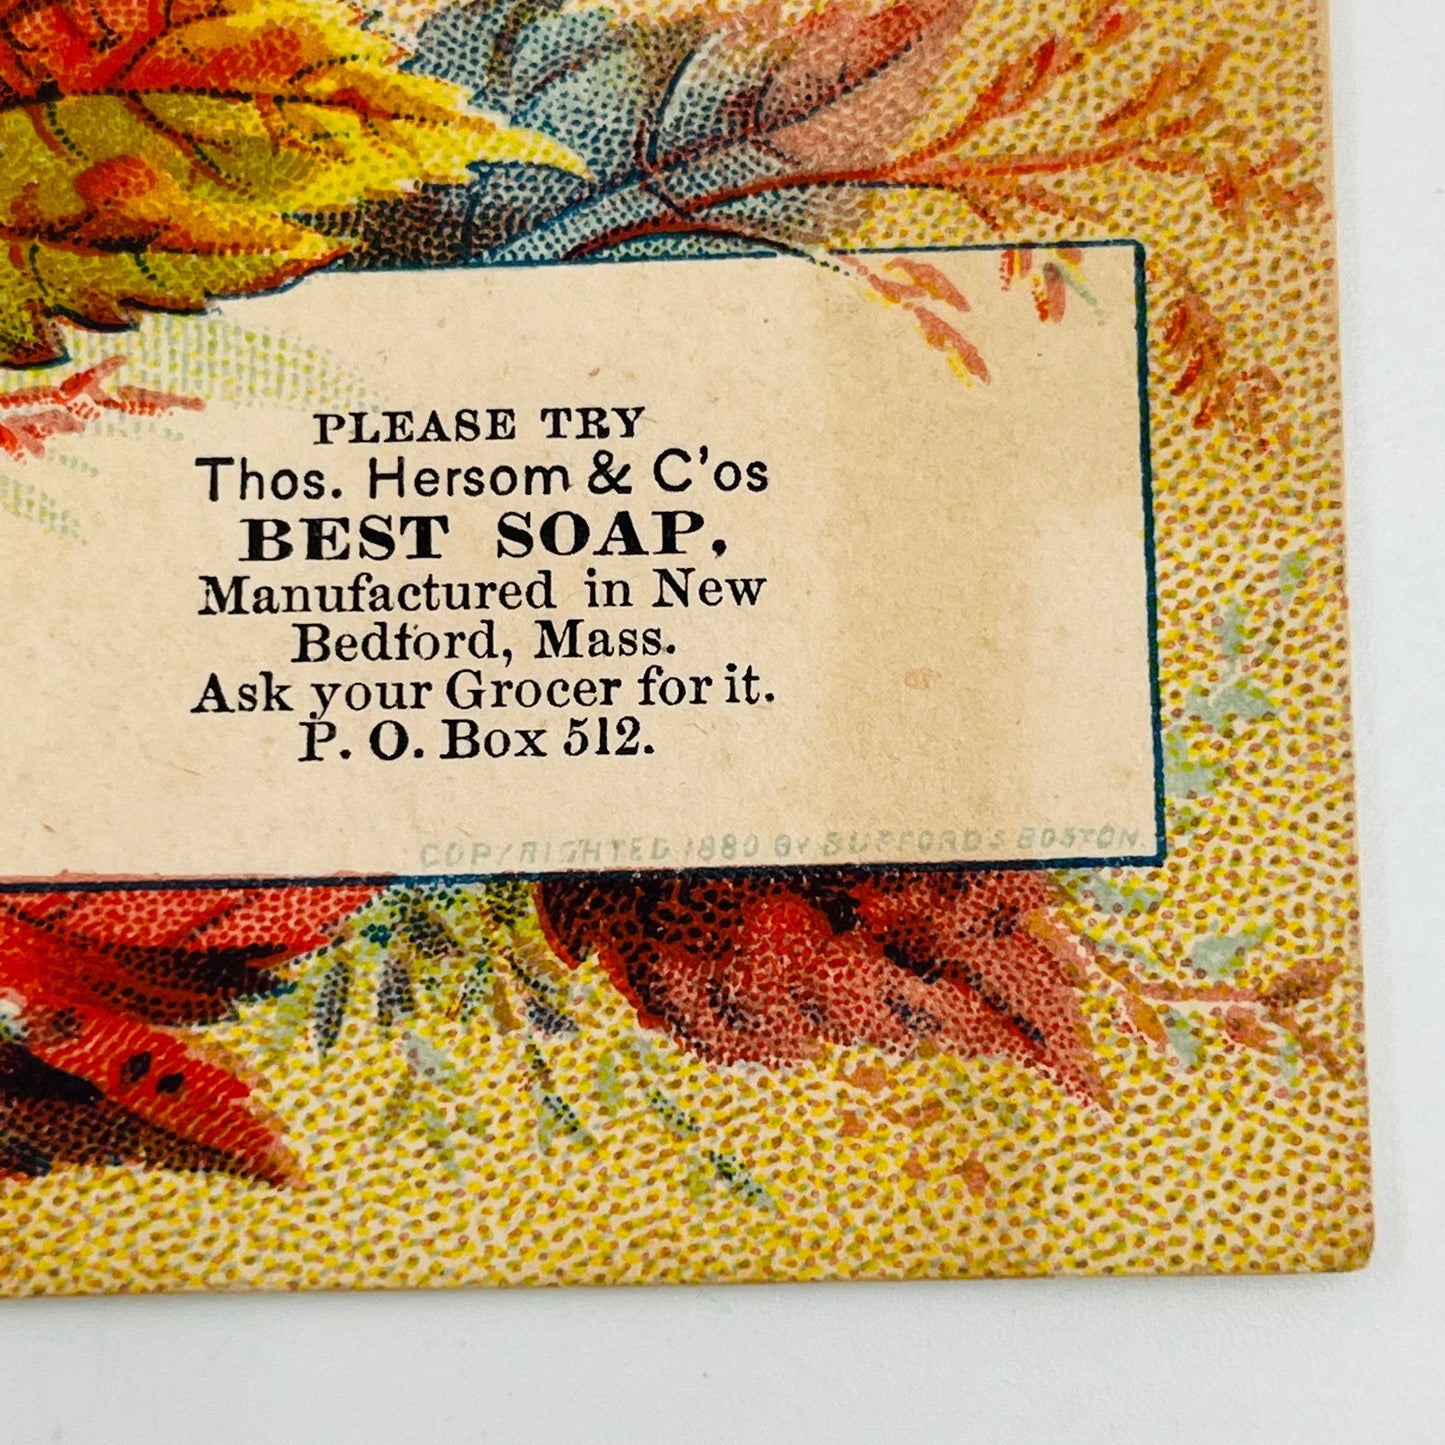 PLEASE TRY
Thos. Hersom & C'os
BEST SOAP.
Manufactured in New
Bedford, Mass.
Ask your Grocer for it.
P. O. Box 512.
COPYRIGHTED 1880 BY BUFFORD'S BOSTON.